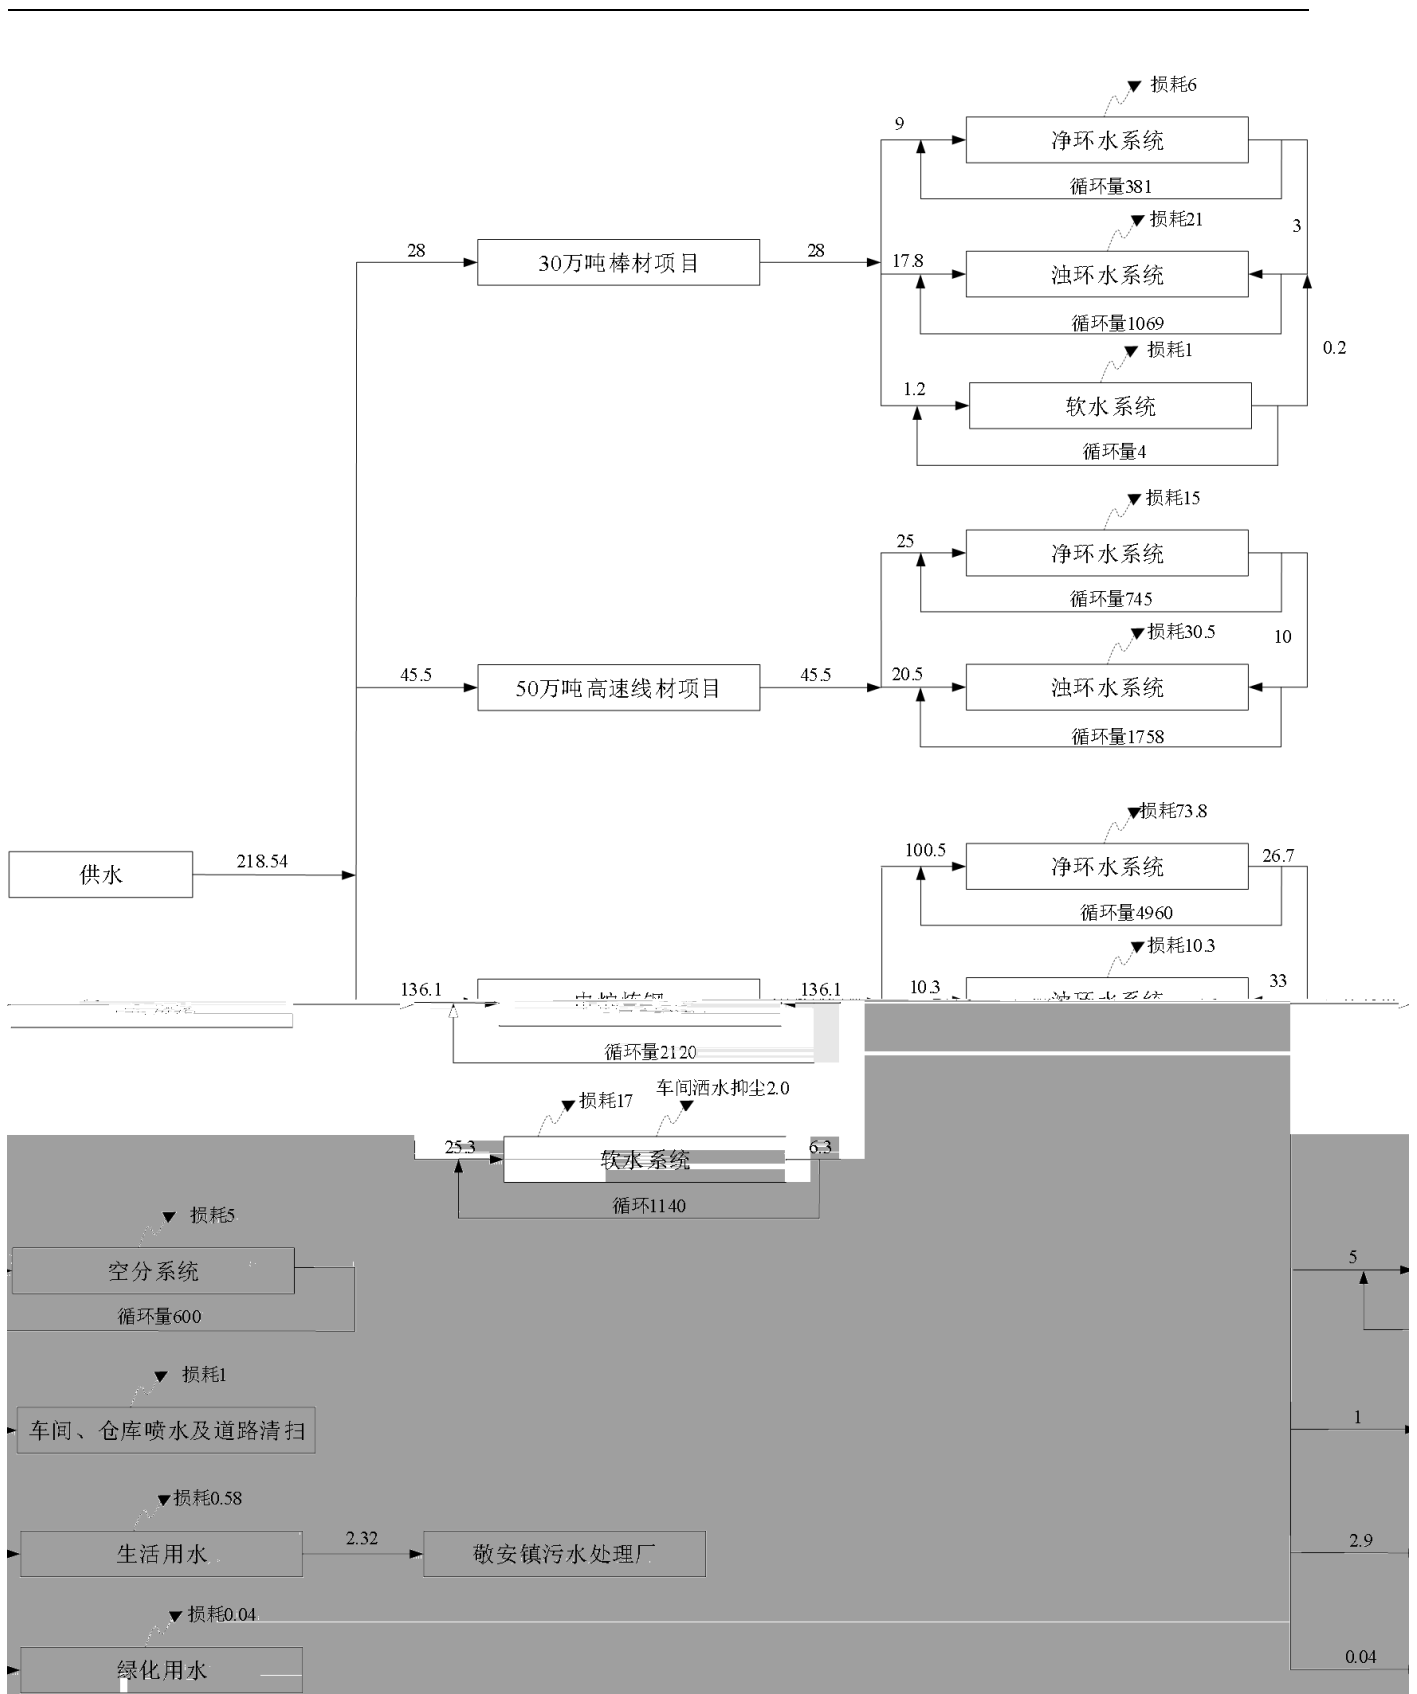 损耗6
9
净环水系统
循环量381
损耗21
3
28
30万吨棒材项目
28
17.8
浊环水系统
循环量1069
损耗1
0.2
1.2
软水系统
循环量4
损耗15
25
净环水系统
循环量745
损耗30.5
10
45.5
50万吨高速线材项目
45.5
20.5
浊环水系统
循环量1758
损耗73.8
供水
218.54
100.5
净环水系统
26.7
循环量4960
损耗10.3
136.1
136.1
10.3
浊环水系统
33
循环量2120
车间洒水抑尘2.0
损耗17
25.3
软水系统
6.3
循环1140
损耗5
空分系统
5
循环量600
损耗1
车间、仓库喷水及道路清扫
1
损耗0.58
生活用水
2.32
敬安镇污水处理厂
2.9
损耗0.04
绿化用水
0.04